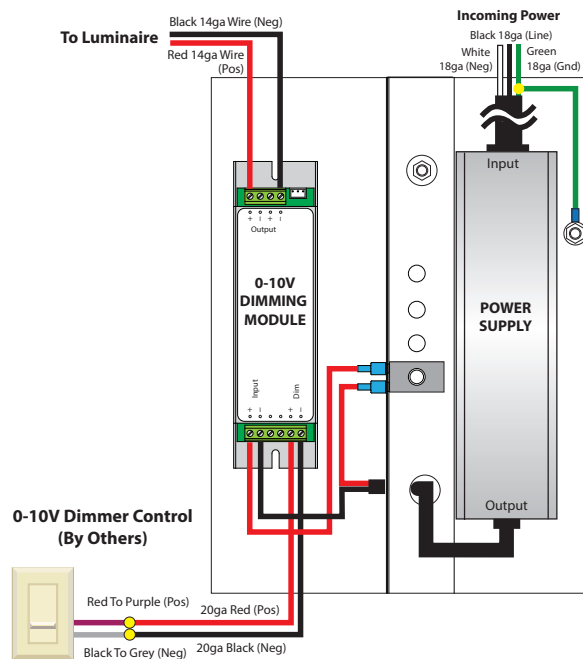 Incoming Power
Black 14ga Wire (Neg)
Black 18ga (Line)
To Luminaire
White
18ga (Neg)
Green
18ga (Gnd)
Red 14ga Wire
(Pos)
Input
+ – + –
Output
0-10V
DIMMING
MODULE
POWER
SUPPLY
Input
Dim
+ – + –
Output
0-10V Dimmer Control
(By Others)
Red To Purple (Pos)
20ga Red (Pos)
Black To Grey (Neg)
20ga Black (Neg)